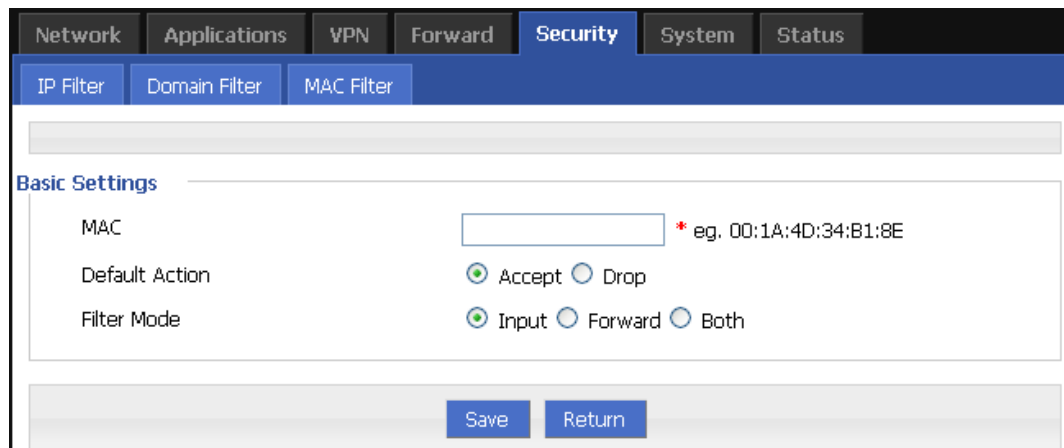 Network Applications VPN Forward Security System Status
IP Filter Domain Filter MAC Filter
Basic Settings
MAC * eg. 00:1A:4D:34:B1:8E
Default Action Accept Drop
Filter Mode Input Forward Both
Save Return